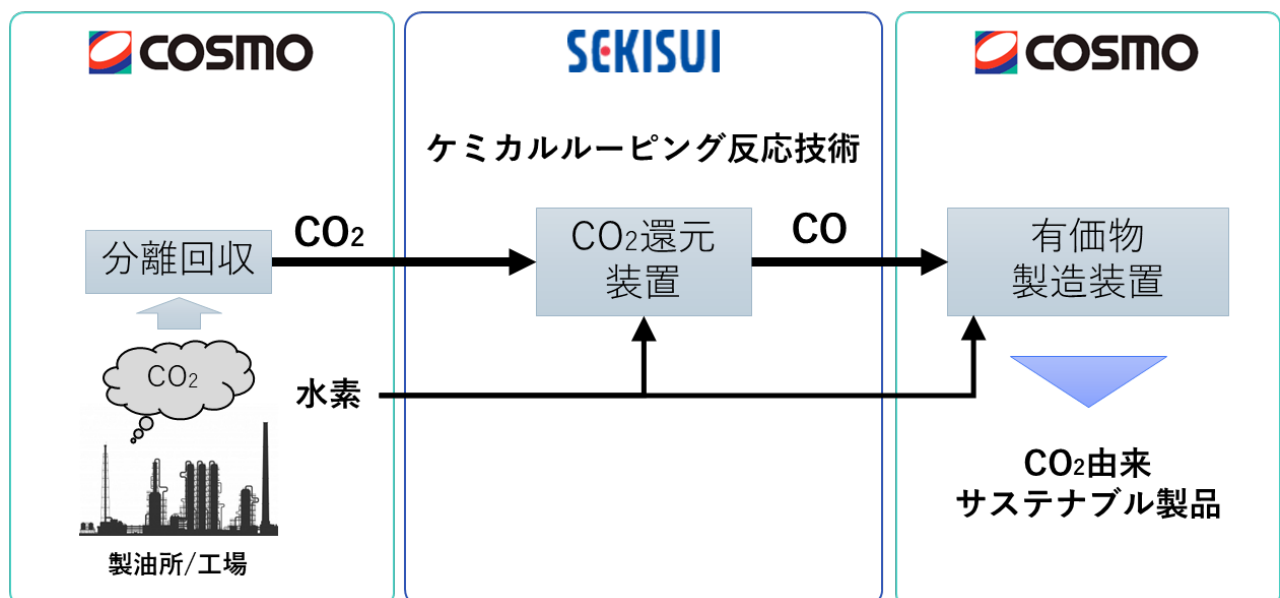 COSMO
分離回収
CO2
CO2
水素
製油所/工場
SEKISUI
ケミカルルーピング反応技術
CO2還元
装置
CO
COSMO
有価物
製造装置
CO2由来
サステナブル製品